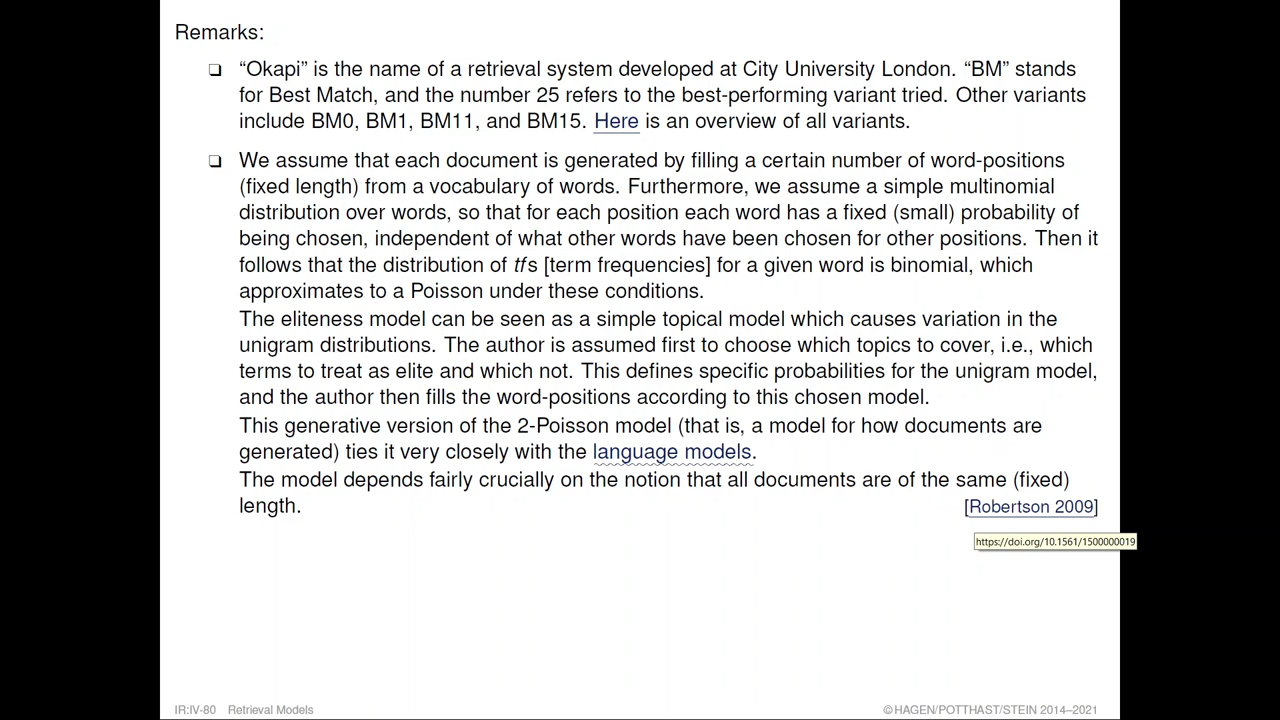 Remarks:
❑ “Okapi” is the name of a retrieval system developed at City University London. “BM” stands
for Best Match, and the number 25 refers to the best-performing variant tried. Other variants
include BM0, BM1, BM11, and BM15. Here is an overview of all variants.
❑ We assume that each document is generated by filling a certain number of word-positions
(fixed length) from a vocabulary of words. Furthermore, we assume a simple multinomial
distribution over words, so that for each position each word has a fixed (small) probability of
being chosen, independent of what other words have been chosen for other positions. Then it
follows that the distribution of tfs [term frequencies] for a given word is binomial, which
approximates to a Poisson under these conditions.
The eliteness model can be seen as a simple topical model which causes variation in the
unigram distributions. The author is assumed first to choose which topics to cover, i.e., which
terms to treat as elite and which not. This defines specific probabilities for the unigram model,
and the author then fills the word-positions according to this chosen model.
This generative version of the 2-Poisson model (that is, a model for how documents are
generated) ties it very closely with the language models.
The model depends fairly crucially on the notion that all documents are of the same (fixed)
length. [Robertson 2009]
https://doi.org/10.1561/1500000019
IR:IV-80 Retrieval Models ©HAGEN/POTTHAST/STEIN 2014–2021